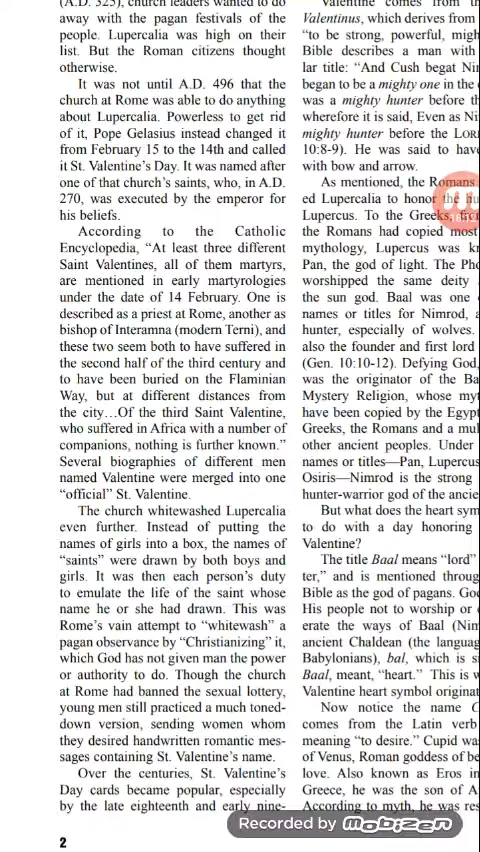 (A.D. 325), church leaders wanted to do
away with the pagan festivals of the
people. Lupercalia was high on their
list. But the Roman citizens thought
otherwise.
It was not until A.D. 496 that the
church at Rome was able to do anything
about Lupercalia. Powerless to get rid
of it, Pope Gelasius instead changed it
from February 15 to the 14th and called
it St. Valentine's Day. It was named after
one of that church's saints, who, in A.D.
270, was executed by the emperor for
his beliefs.
According to the Catholic
Encyclopedia, “At least three different
Saint Valentines, all of them martyrs,
are mentioned in early martyrologies
under the date of 14 February. One is
described as a priest at Rome, another as
bishop of Interamna (modern Terni), and
these two seem both to have suffered in
the second half of the third century and
to have been buried on the Flaminian
Way, but at different distances from
the city…Of the third Saint Valentine,
who suffered in Africa with a number of
companions, nothing is further known.”
Several biographies of different men
named Valentine were merged into one
“official” St. Valentine.
The church whitewashed Lupercalia
even further. Instead of putting the
names of girls into a box, the names of
“saints” were drawn by both boys and
girls. It was then each person's duty
to emulate the life of the saint whose
name he or she had drawn. This was
Rome's vain attempt to “whitewash” a
pagan observance by “Christianizing” it,
which God has not given man the power
or authority to do. Though the church
at Rome had banned the sexual lottery,
young men still practiced a much toned-
down version, sending women whom
they desired handwritten romantic mes-
sages containing St. Valentine's name.
Over the centuries, St. Valentine's
Day cards became popular, especially
by the late eighteenth and early nine-
2
Valentine comes from
Valentinus, which derives from
“to be strong, powerful, migh
Bible describes a man with
lar title: “And Cush begat Ni
began to be a mighty one in the
was a mighty hunter before th
wherefore it is said, Even as Ni
mighty hunter before the LOR
10:8-9). He was said to hav
with bow and arrow.
As mentioned, the Romans
ed Lupercalia to honor the hu
Lupercus. To the Greeks,
the Romans had copied most
mythology, Lupercus was k
Pan, the god of light. The Pho
worshipped the same deity
the sun god. Baal was one
names or titles for Nimrod, a
hunter, especially of wolves.
also the founder and first lord
(Gen. 10:10-12). Defying God,
was the originator of the Ba
Mystery Religion, whose myt
have been copied by the Egypt
Greeks, the Romans and a mul
other ancient peoples. Under
names or titles—Pan, Lupercus
Osiris—Nimrod is the strong
hunter-warrior god of the ancie
But what does the heart sym
to do with a day honoring
Valentine?
The title Baal means “lord”
ter,” and is mentioned throug
Bible as the god of pagans. Go
His people not to worship or
erate the ways of Baal (Nim
ancient Chaldean (the languag
Babylonians), bal, which is si
Baal, meant, “heart.” This is w
Valentine heart symbol originat
Now notice the name C
comes from the Latin verb
meaning “to desire.” Cupid wa
of Venus, Roman goddess of be
love. Also known as Eros in
Greece, he was the son of A
According to myth, he was res
Recorded by mobizen